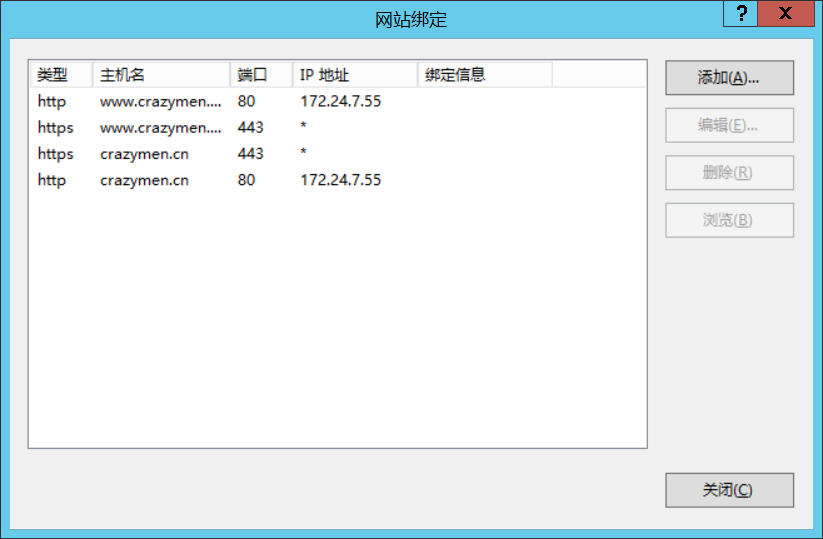 网站绑定
? X
类型 主机名 端口 IP 地址 绑定信息
http www.crazymen.... 80 172.24.7.55
https www.crazymen.... 443 *
https crazymen.cn 443 *
http crazymen.cn 80 172.24.7.55
添加(A)...
编辑(E)...
删除(R)
浏览(B)
关闭(C)